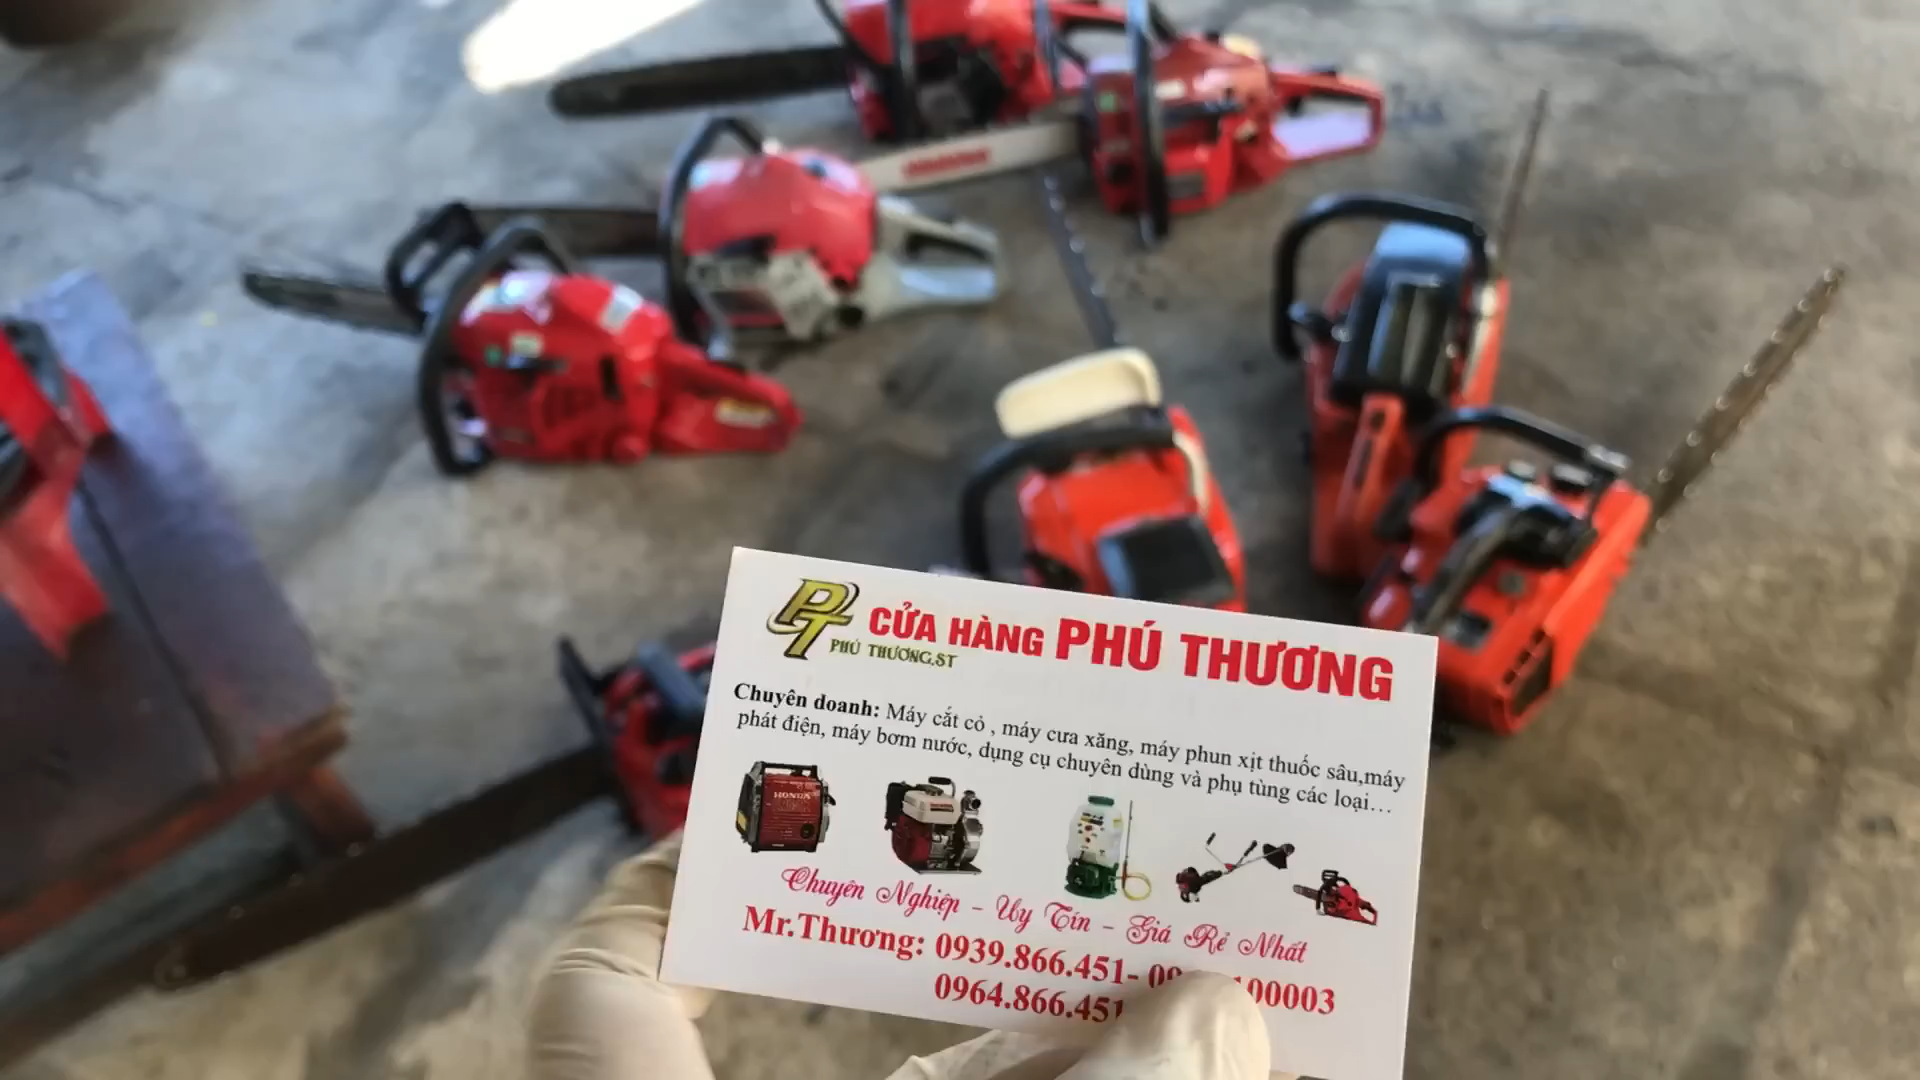 PT
PHÚ THƯƠNG.ST
CỬA HÀNG PHÚ THƯƠNG
Chuyên doanh: Máy cắt cỏ , máy cưa xăng, máy phun xịt thuốc sâu,máy
phát điện, máy bơm nước, dụng cụ chuyên dùng và phụ tùng các loại...
HONDA
Chuyên Nghiệp - Uy Tín - Giá Rẻ Nhất
Mr.Thương: 0939.866.451-
0964.866.451